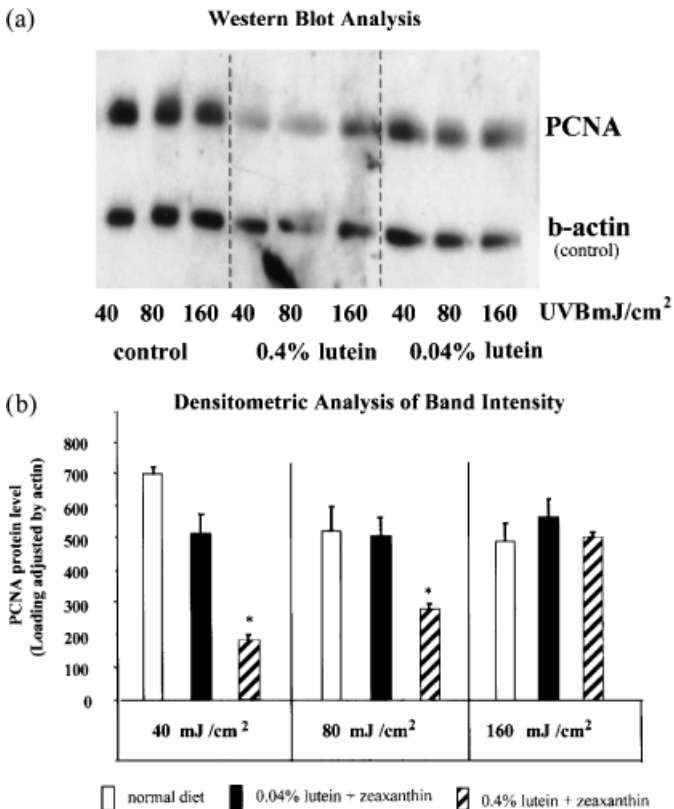 (a)
Western Blot Analysis
PCNA
b-actin
(control)
40 80 160 40 80 160 40 80 160 UVBmJ/cm²
control 0.4% lutein 0.04% lutein
(b)
Densitometric Analysis of Band Intensity
PCNA protein level
(Loading adjusted by actin)
800
700
600
500
400
300
200
100
0
*
*
40 mJ/cm² 80 mJ/cm² 160 mJ/cm²
normal diet 0.04% lutein + zeaxanthin 0.4% lutein + zeaxanthin